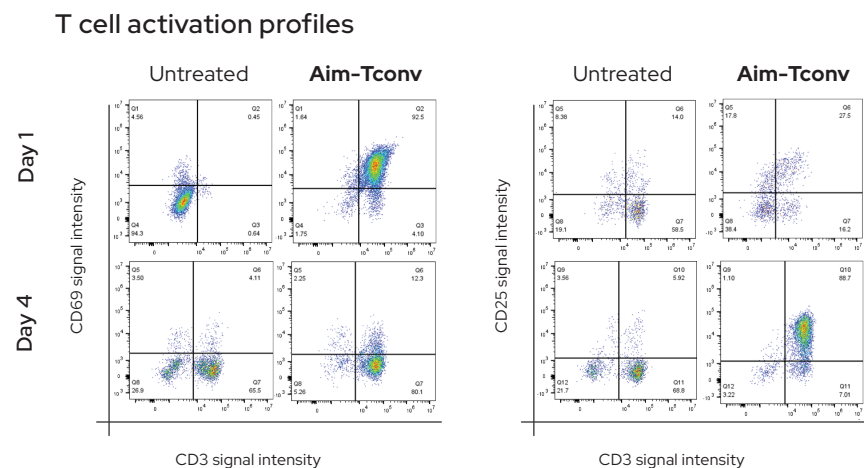 T cell activation profiles
Untreated
Aim-Tconv
Untreated
Aim-Tconv
Day 1
Day 4
CD69 signal intensity
CD25 signal intensity
Q1
4.56
Q2
0.45
Q4
94.3
Q3
0.64
Q1
1.64
Q2
92.5
Q4
1.75
Q3
4.10
Q5
8.38
Q6
14.0
Q8
19.1
Q7
58.5
Q5
17.8
Q6
27.5
Q8
38.4
Q7
16.2
Q5
3.50
Q6
4.11
Q8
26.9
Q7
65.5
Q5
2.25
Q6
12.3
Q8
5.26
Q7
80.1
Q9
3.56
Q10
5.92
Q12
21.7
Q11
68.8
Q9
1.10
Q10
88.7
Q12
3.22
Q11
7.01
CD3 signal intensity
CD3 signal intensity